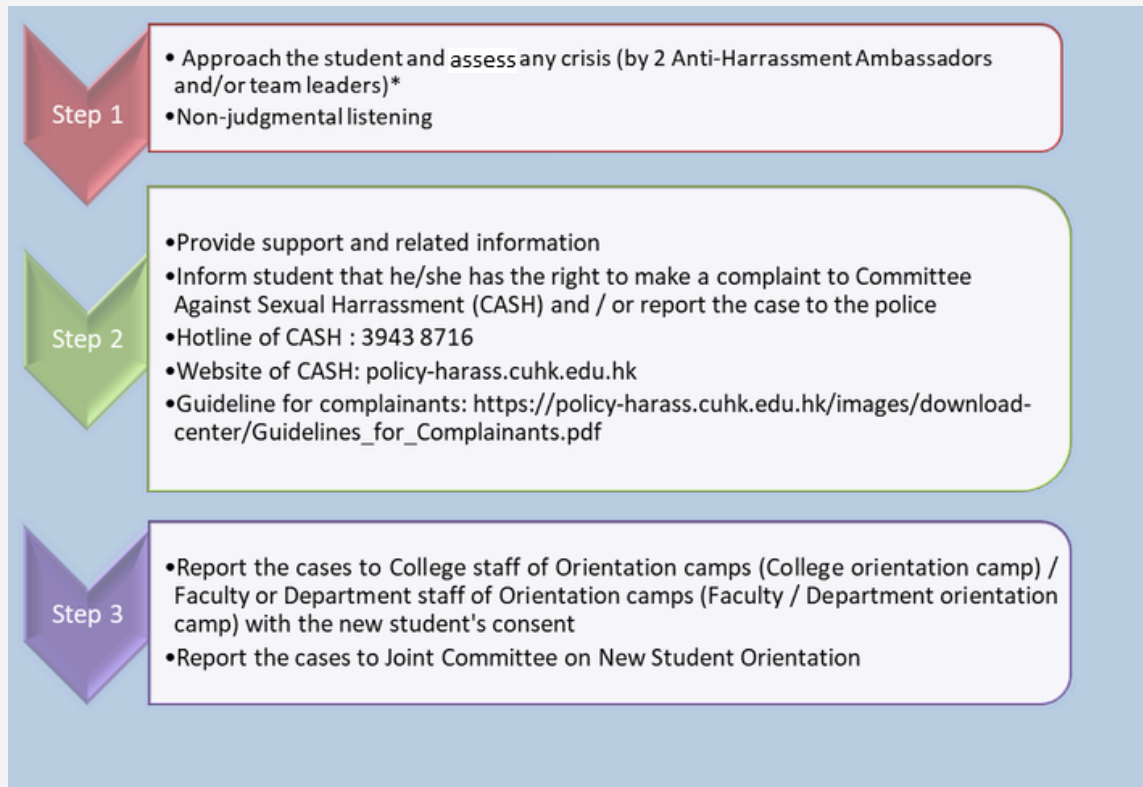 Step 1
• Approach the student and assess any crisis (by 2 Anti-Harrassment Ambassadors
and/or team leaders)*
•Non-judgmental listening
Step 2
•Provide support and related information
•Inform student that he/she has the right to make a complaint to Committee
Against Sexual Harrassment (CASH) and / or report the case to the police
•Hotline of CASH : 3943 8716
•Website of CASH: policy-harass.cuhk.edu.hk
•Guideline for complainants: https://policy-harass.cuhk.edu.hk/images/download-
center/Guidelines_for_Complainants.pdf
Step 3
•Report the cases to College staff of Orientation camps (College orientation camp) /
Faculty or Department staff of Orientation camps (Faculty / Department orientation
camp) with the new student's consent
•Report the cases to Joint Committee on New Student Orientation